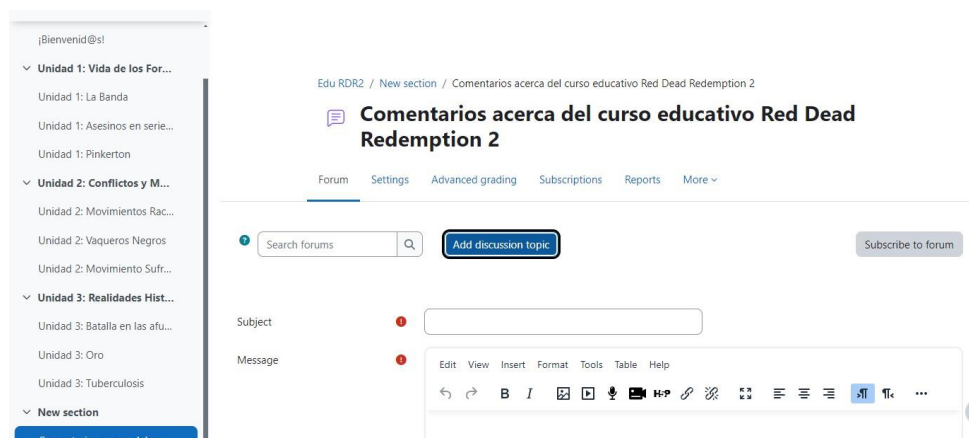 ¡Bienvenid@s!
Unidad 1: Vida de los For...
Unidad 1: La Banda
Unidad 1: Asesinos en serie...
Unidad 1: Pinkerton
Unidad 2: Conflictos y M...
Unidad 2: Movimientos Rac...
Unidad 2: Vaqueros Negros
Unidad 2: Movimiento Sufr...
Unidad 3: Realidades Hist...
Unidad 3: Batalla en las afu...
Unidad 3: Oro
Unidad 3: Tuberculosis
New section
Edu RDR2 / New section / Comentarios acerca del curso educativo Red Dead Redemption 2
Comentarios acerca del curso educativo Red Dead
Redemption 2
Forum Settings Advanced grading Subscriptions Reports More
Search forums Add discussion topic Subscribe to forum
Subject
Message
Edit View Insert Format Tools Table Help
B I H-P